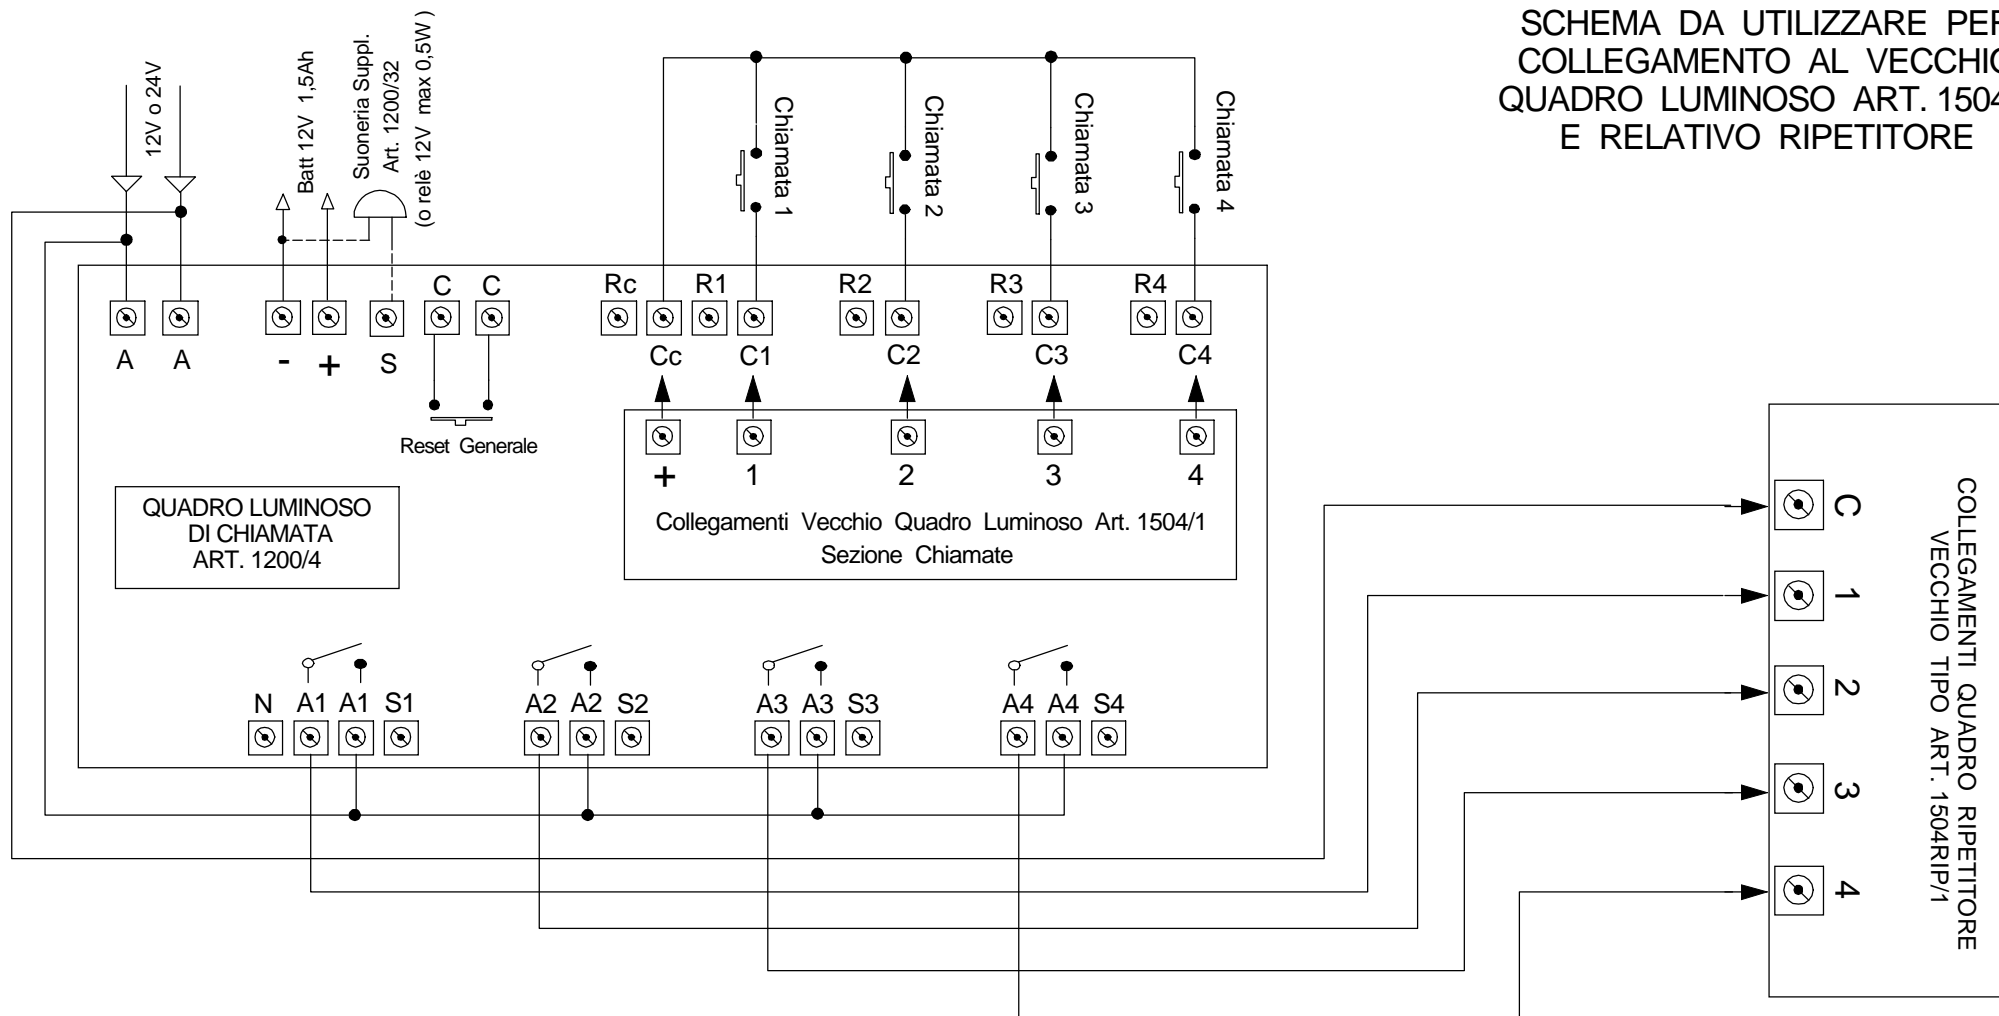 SCHEMA DA UTILIZZARE PER
COLLEGAMENTO AL VECCHIO
QUADRO LUMINOSO ART. 1504
E RELATIVO RIPETITORE
12V o 24V
Batt 12V 1,5Ah
Suoneria Suppl.
Art. 1200/32
(o relè 12V max 0,5W )
Chiamata 1
Chiamata 2
Chiamata 3
Chiamata 4
C C Rc R1 R2 R3 R4
A A - + S Cc C1 C2 C3 C4
Reset Generale
+ 1 2 3 4
Collegamenti Vecchio Quadro Luminoso Art. 1504/1
Sezione Chiamate
QUADRO LUMINOSO
DI CHIAMATA
ART. 1200/4
N A1 A1 S1 A2 A2 S2 A3 A3 S3 A4 A4 S4
C
1
2
3
4
COLLEGAMENTI QUADRO RIPETITORE
VECCHIO TIPO ART. 1504RIP/1